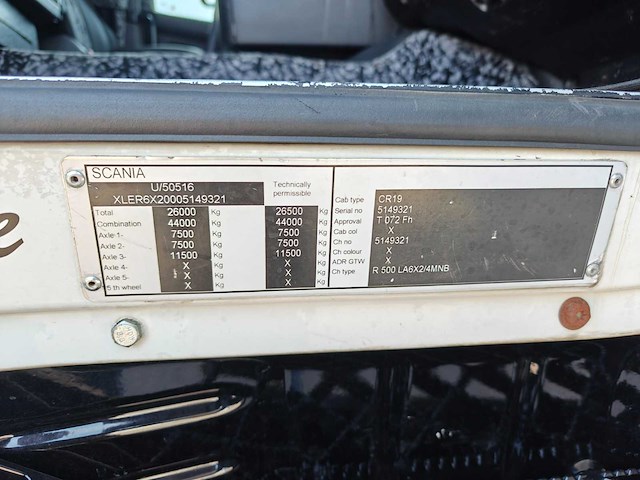 SCANIA
U/50516
XLER6X20005149321
Technically permissible
Total 26000 Kg 26500 Kg
Combination 44000 Kg 44000 Kg
Axle 1- 7500 Kg 7500 Kg
Axle 2- 7500 Kg 7500 Kg
Axle 3- 11500 Kg 11500 Kg
Axle 4- X Kg X Kg
Axle 5- X Kg X Kg
5 th wheel X Kg X Kg
Cab type CR19
Serial no 5149321
Approval T D72 Fh
Cab col X
Ch no 5149321
Ch colour X
ADR GTW X
Ch type R 500 LA6X2/4MNB
e